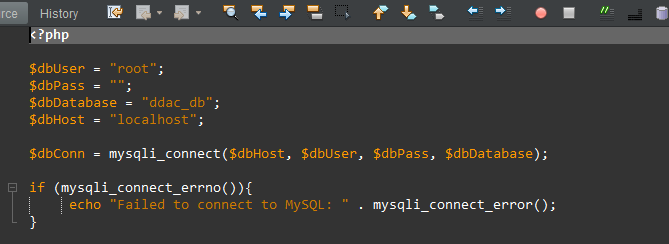 rce History
<?php
$dbUser = "root";
$dbPass = "";
$dbDatabase = "ddac_db";
$dbHost = "localhost";
$dbConn = mysqli_connect($dbHost, $dbUser, $dbPass, $dbDatabase);
if (mysqli_connect_errno()){
echo "Failed to connect to MySQL: " . mysqli_connect_error();
}